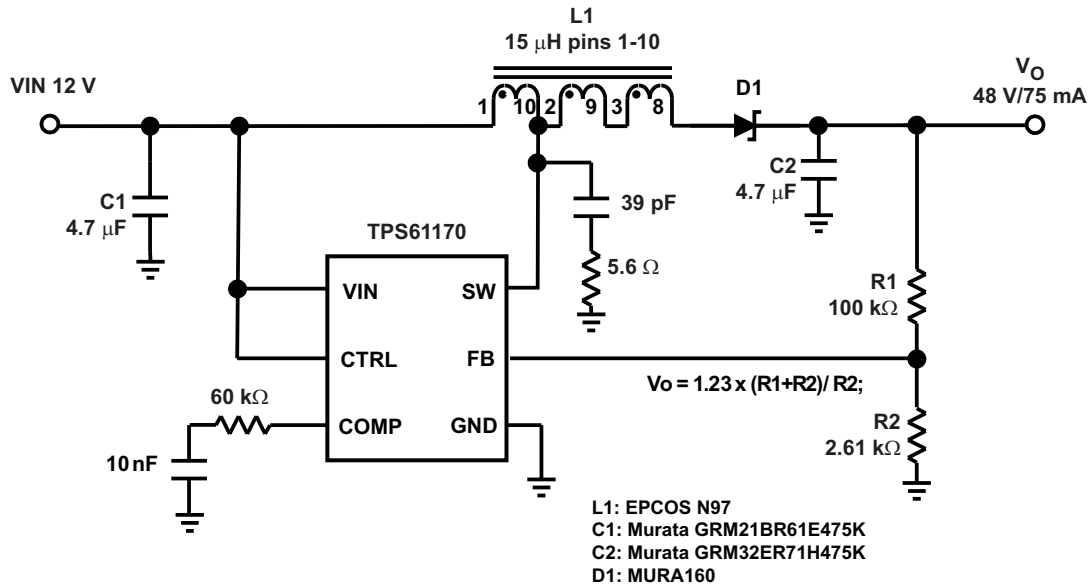 L1
15 μH pins 1-10
VIN 12 V
1 10 2 9 3 8
D1
VO
48 V/75 mA
C1
4.7 μF
C2
4.7 μF
39 pF
5.6 Ω
TPS61170
VIN SW
CTRL FB
COMP GND
R1
100 kΩ
Vo = 1.23 x (R1+R2)/ R2;
60 kΩ
10nF
R2
2.61 kΩ
L1: EPCOS N97
C1: Murata GRM21BR61E475K
C2: Murata GRM32ER71H475K
D1: MURA160